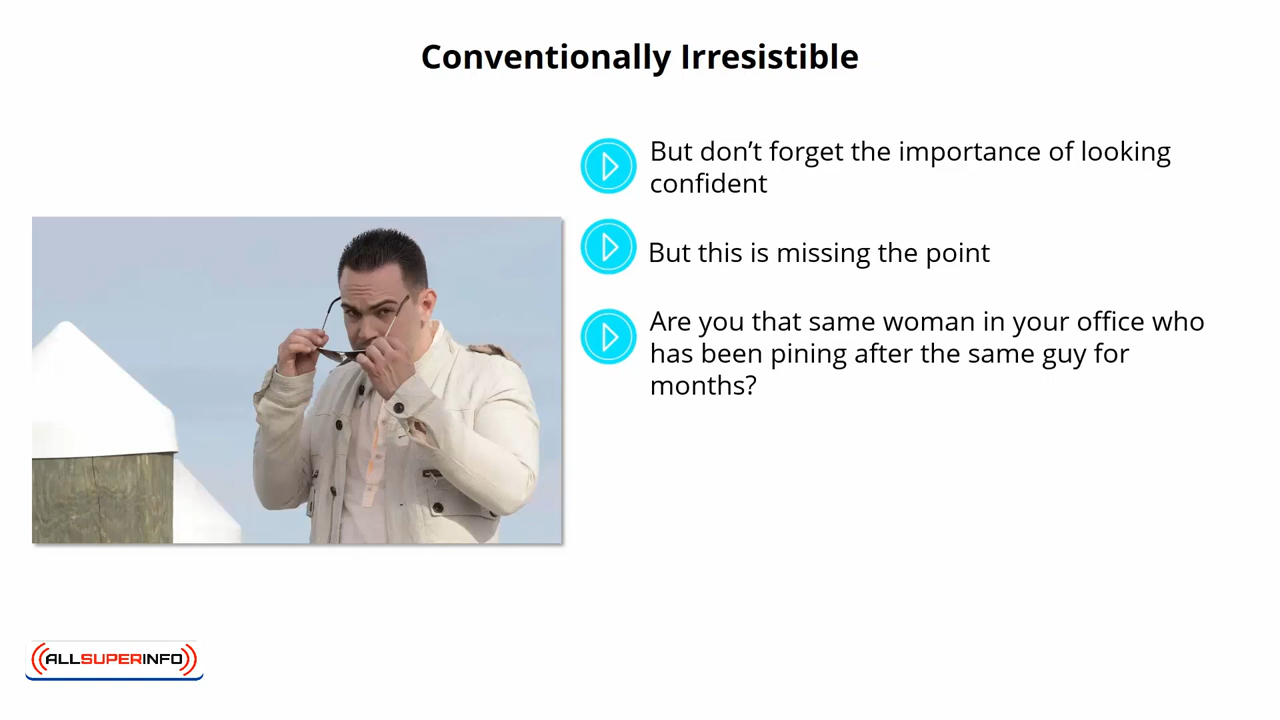 Conventionally Irresistible
But don’t forget the importance of looking
confident
But this is missing the point
Are you that same woman in your office who
has been pining after the same guy for
months?
ALLSUPERINFO